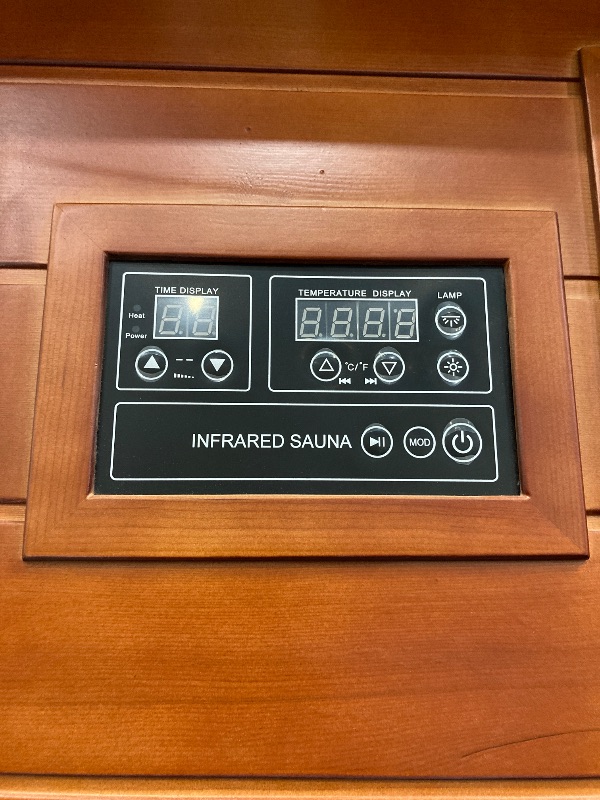 TIME DISPLAY
Heat
Power
TEMPERATURE DISPLAY
°C/°F
LAMP
INFRARED SAUNA
MOD